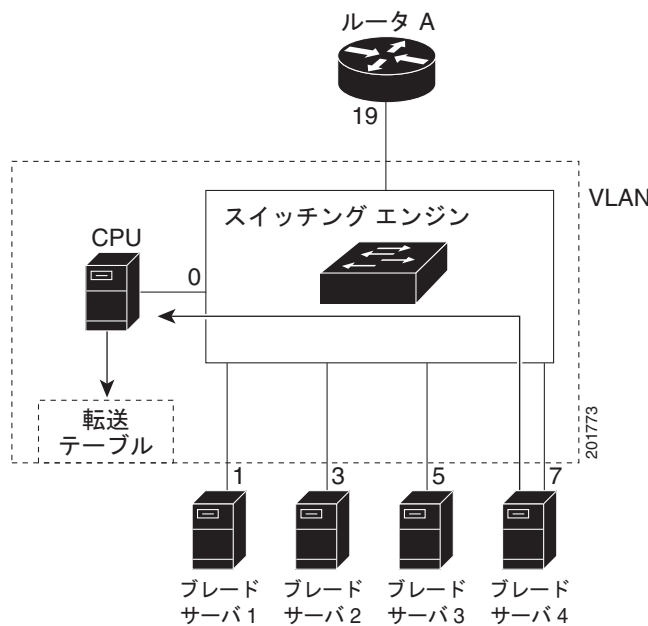 ルータ A
19
VLAN
スイッチング エンジン
CPU
0
転送
テーブル
201773
1
3
5
7
ブレード
サーバ 1
ブレード
サーバ 2
ブレード
サーバ 3
ブレード
サーバ 4